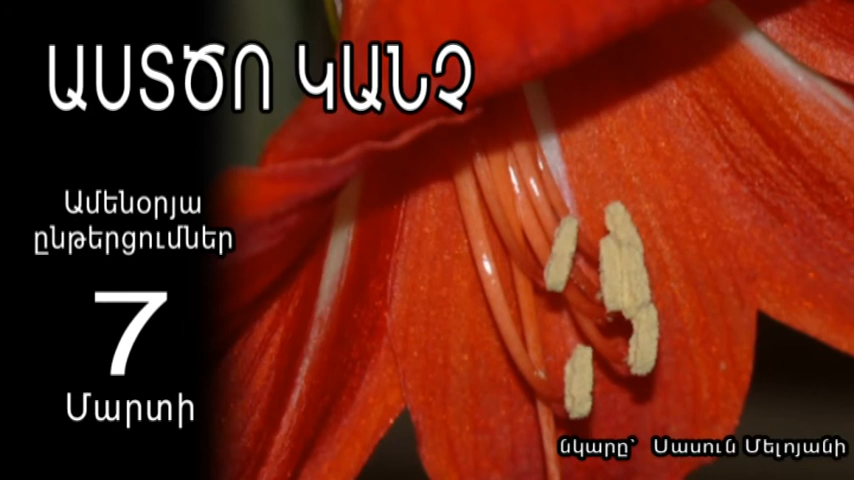 ԱՍՏԾՈ ԿԱՆՉ
Ամենօրյա
ընթերցումներ
7
Մարտի
նկարը՝ Սասուն Մելոյանի